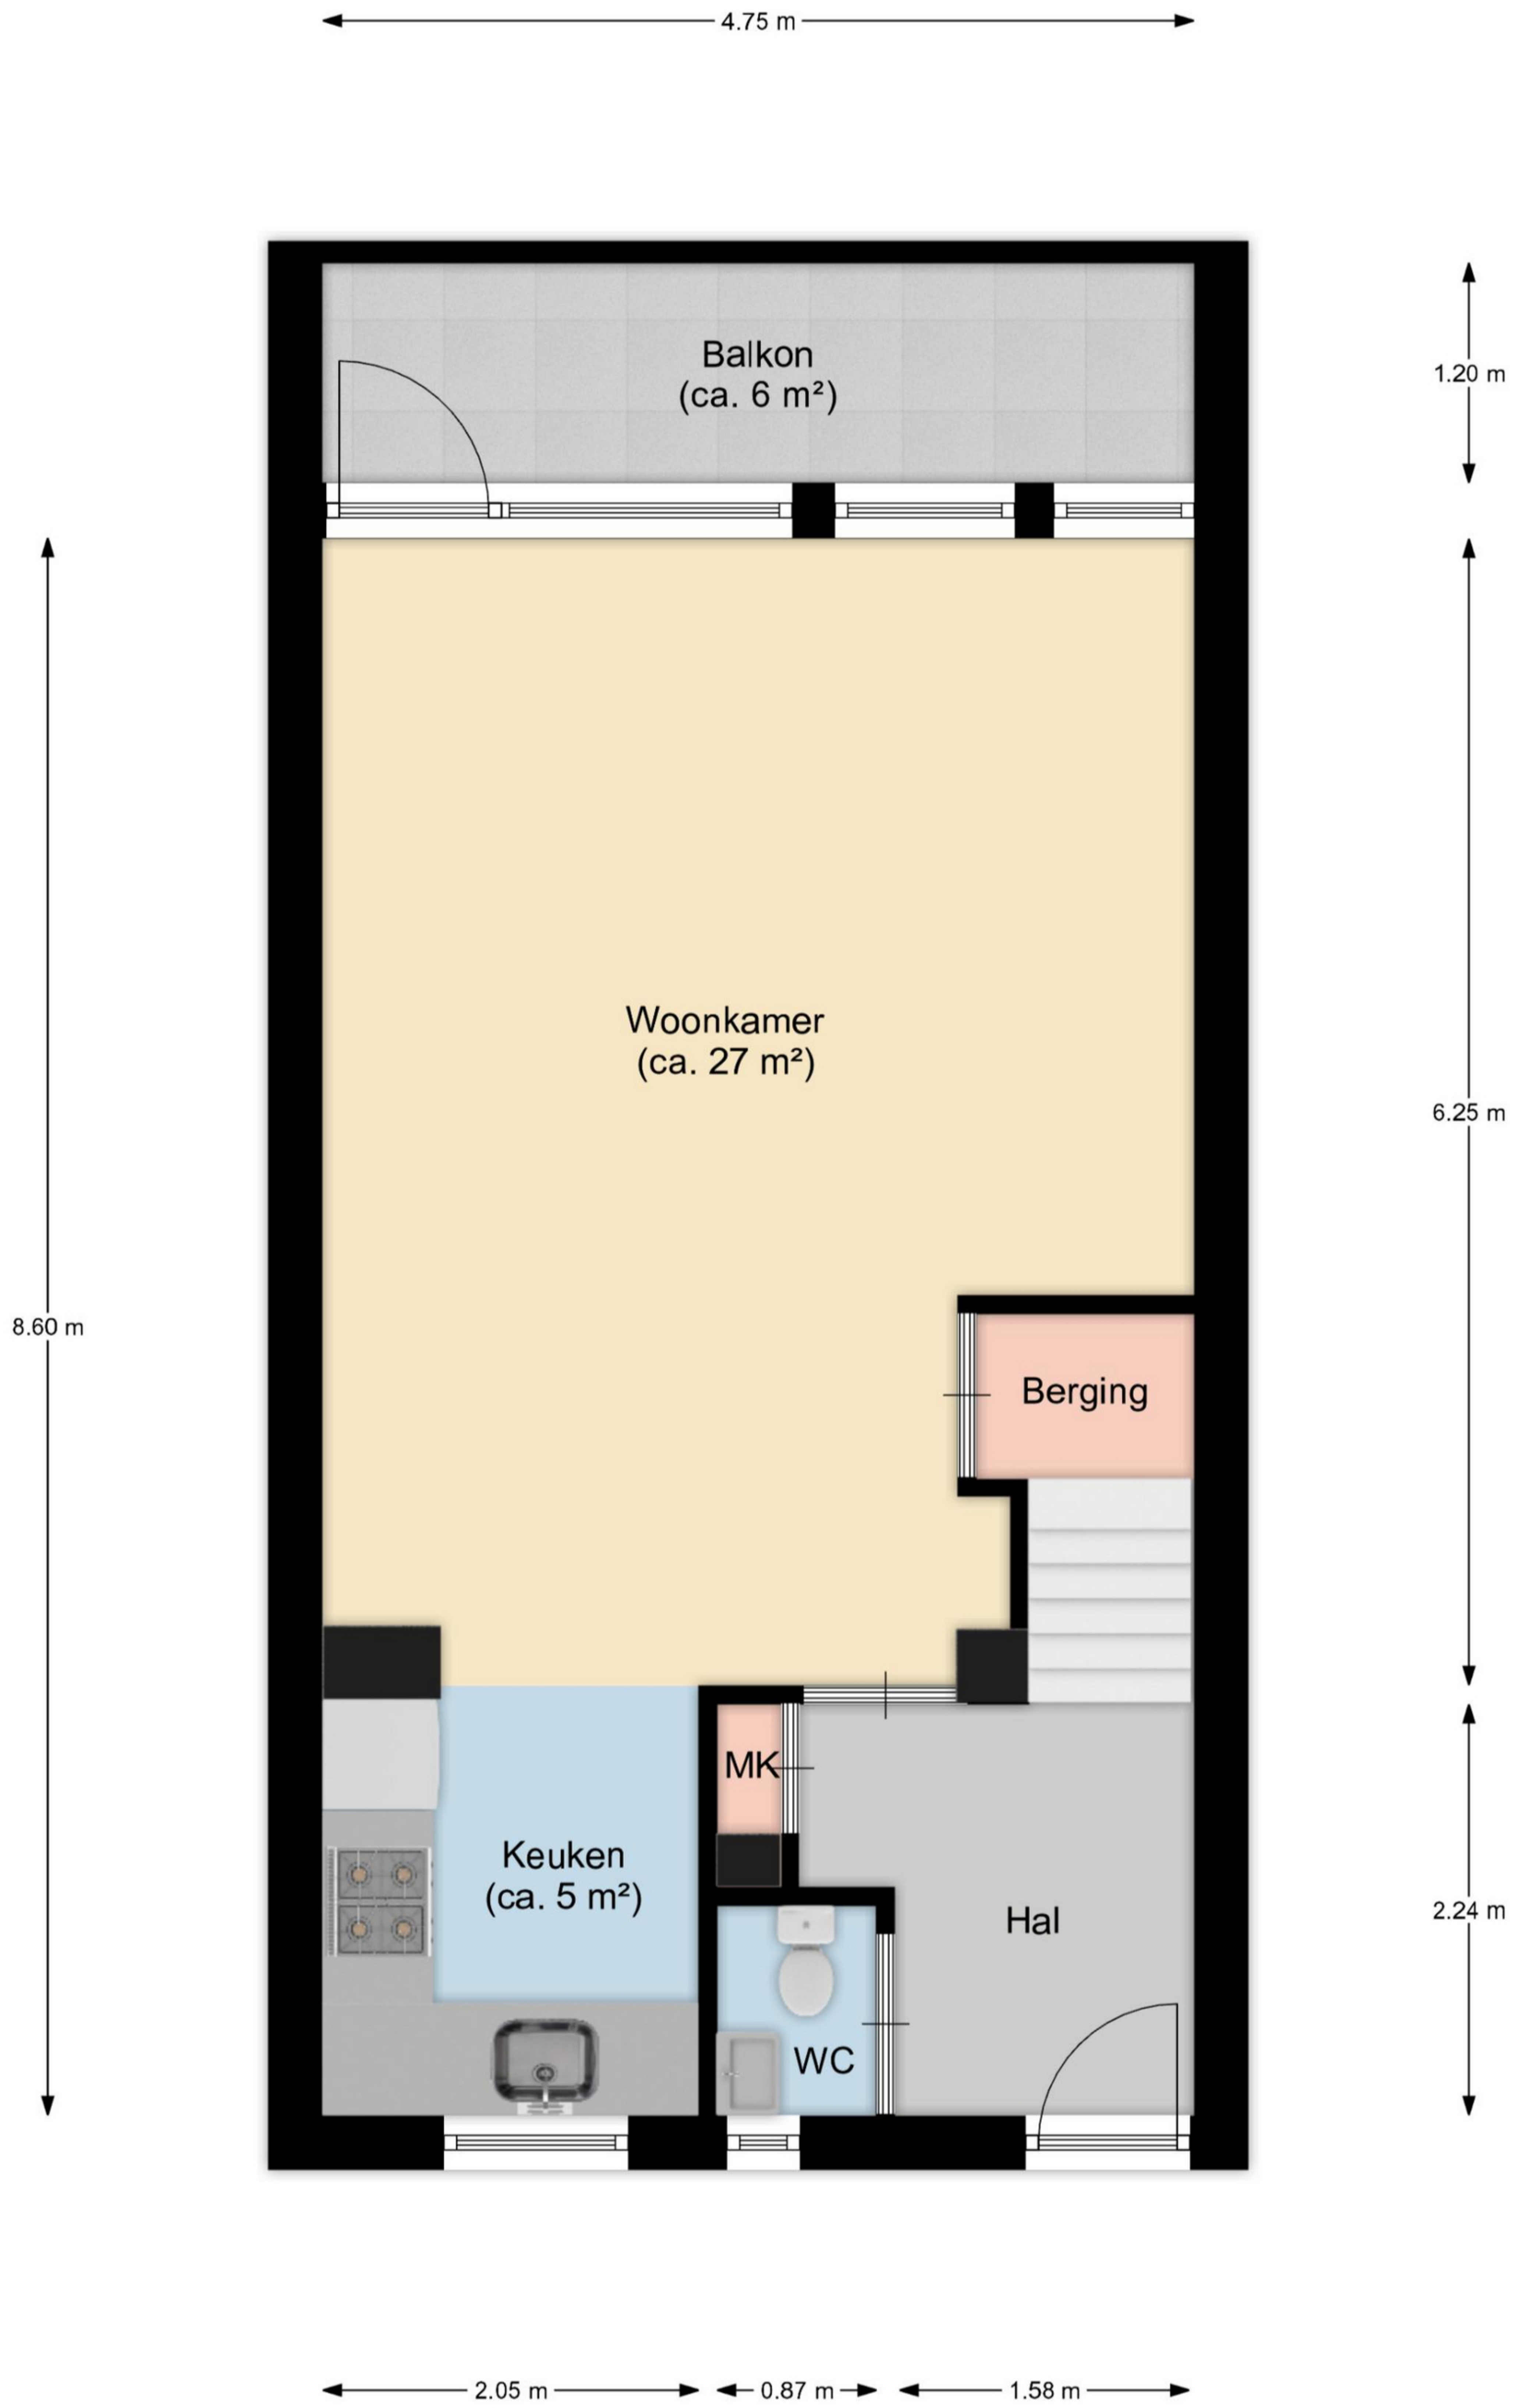 4.75 m
Balkon
(ca. 6 m²)
1.20 m
Woonkamer
(ca. 27 m²)
6.25 m
8.60 m
Berging
MK
Keuken
(ca. 5 m²)
Hal
2.24 m
WC
2.05 m
0.87 m
1.58 m